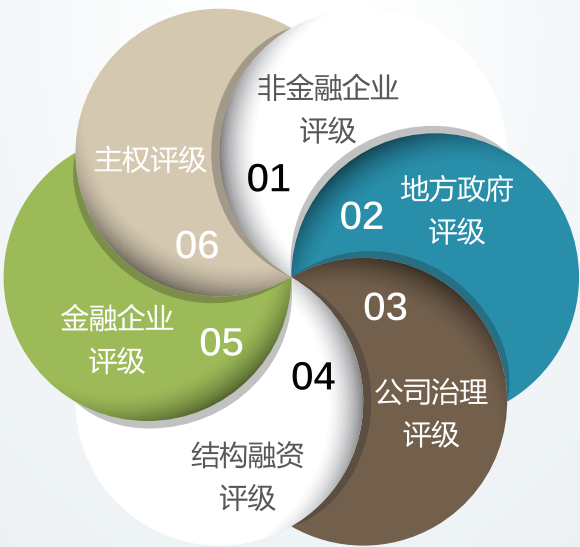 非金融企业
评级
01
地方政府
评级
02
03
公司治理
评级
04
结构融资
评级
金融企业
评级
05
主权评级
06